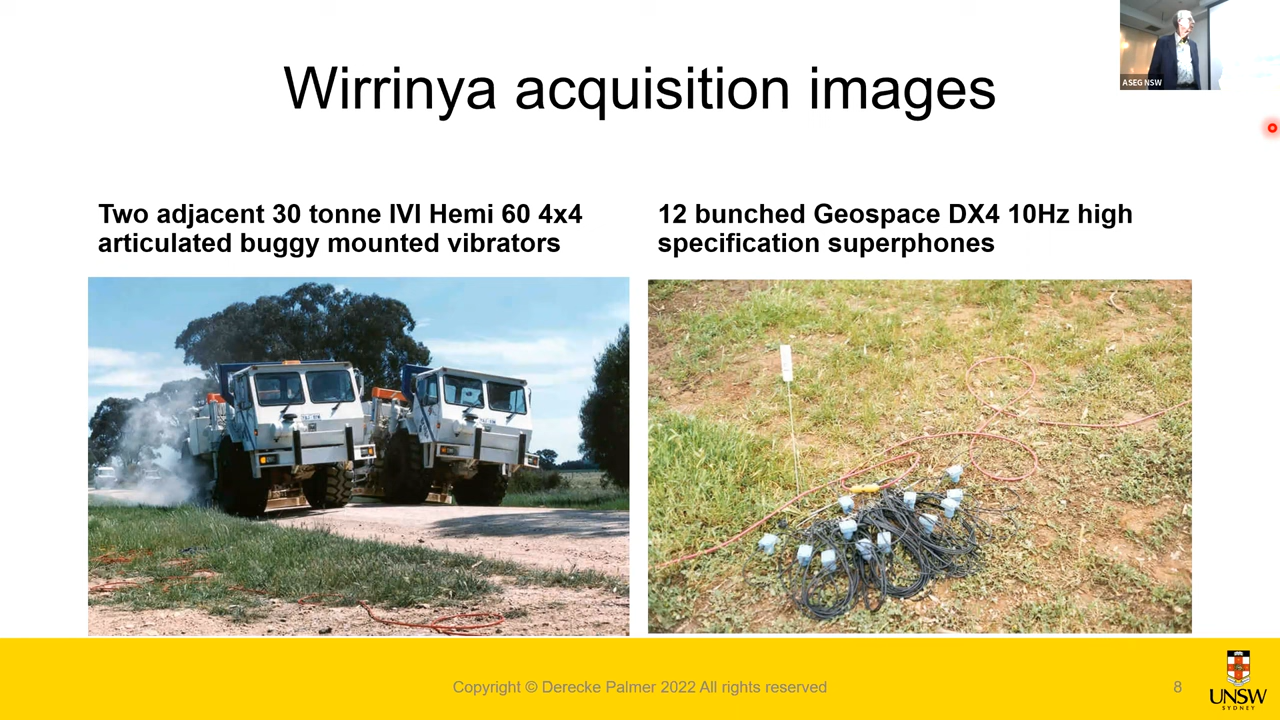 Wirrinya acquisition images
ASEG NSW
Two adjacent 30 tonne IVI Hemi 60 4x4
articulated buggy mounted vibrators
12 bunched Geospace DX4 10Hz high
specification superphones
Copyright © Derecke Palmer 2022 All rights reserved
8
UNSW
SYDNEY